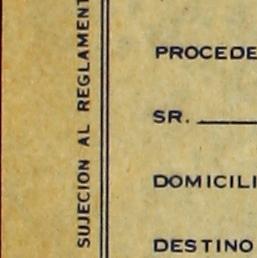 SUJECION AL REGLAMENT
PROCEDE
SR.
DOMICILI
DESTINO